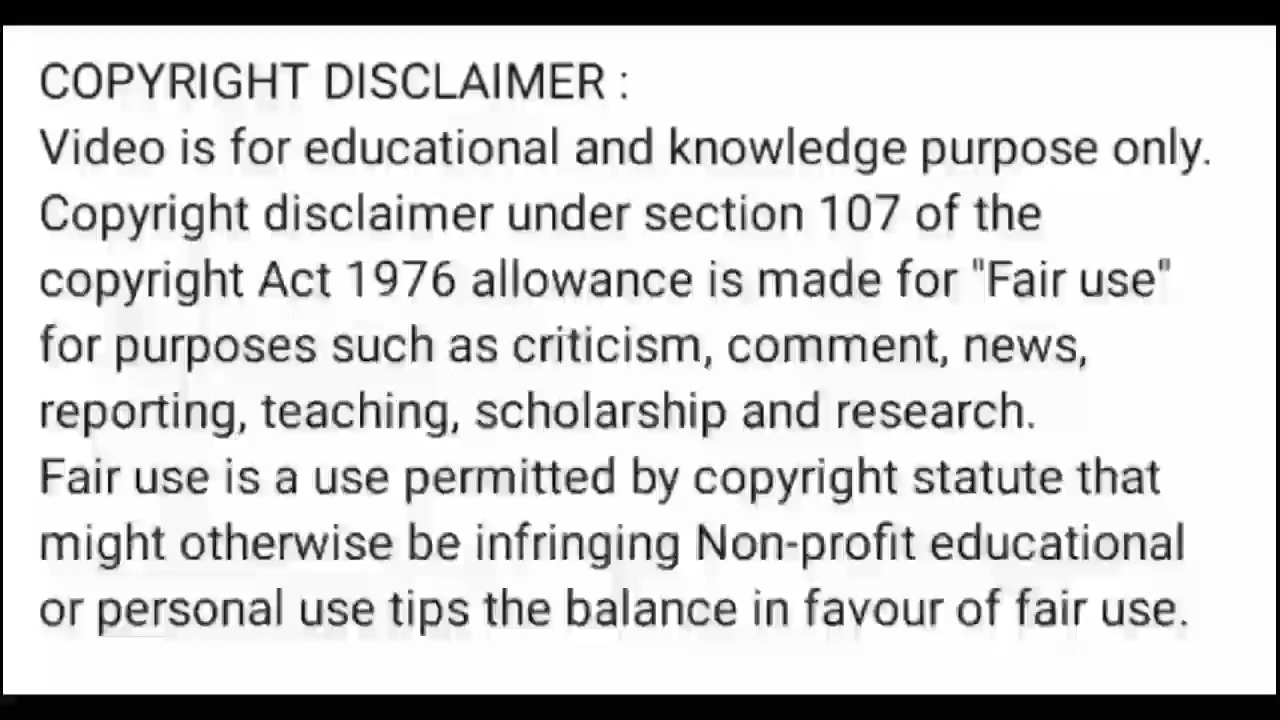 COPYRIGHT DISCLAIMER :
Video is for educational and knowledge purpose only.
Copyright disclaimer under section 107 of the
copyright Act 1976 allowance is made for "Fair use"
for purposes such as criticism, comment, news,
reporting, teaching, scholarship and research.
Fair use is a use permitted by copyright statute that
might otherwise be infringing Non-profit educational
or personal use tips the balance in favour of fair use.